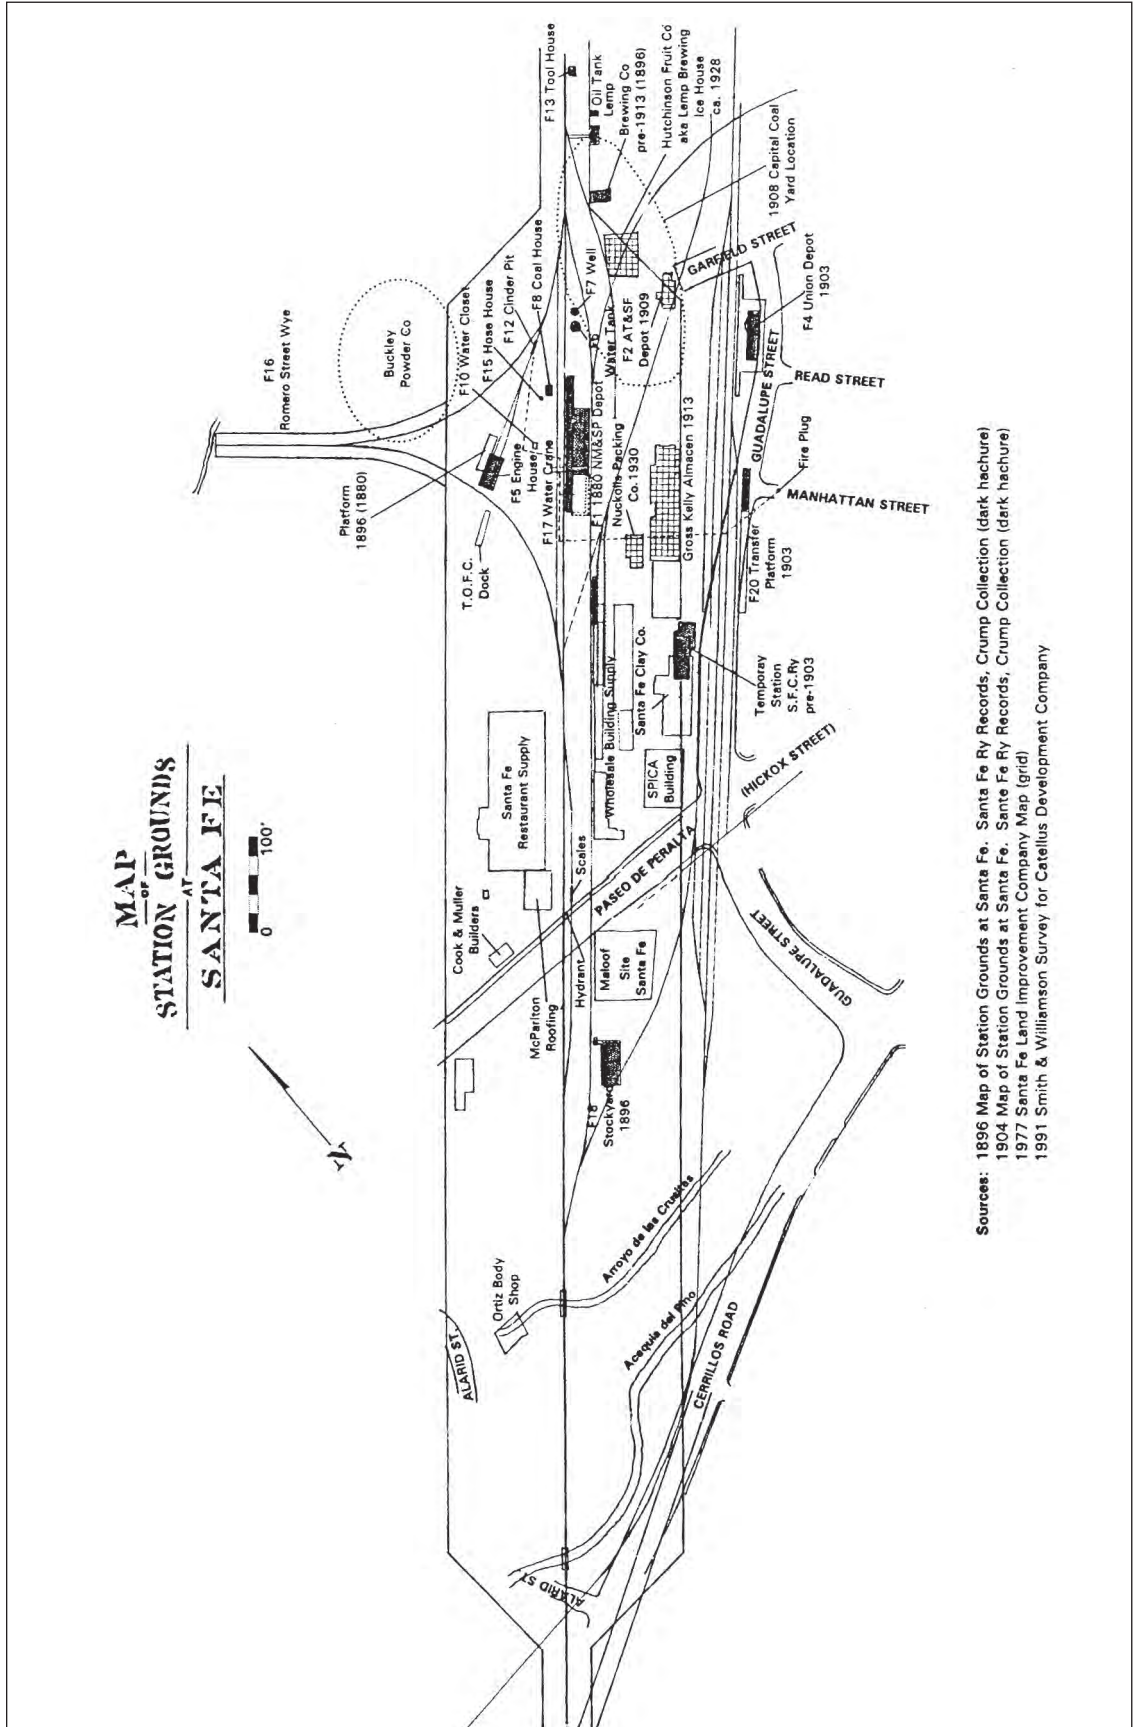 MAP
OF
STATION GROUNDS
AT
SANTA FE
0 100'
N
F16
Romero Street Wye
Buckley
Powder Co
F13 Tool House
Oil Tank
Lemp
Brewing Co
pre-1913 (1896)
Hutchinson Fruit Co
aka Lemp Brewing
Ice House
ca. 1928
1908 Capital Coal
Yard Location
GARFIELD STREET
F4 Union Depot
1903
READ STREET
GUADALUPE STREET
Fire Plug
MANHATTAN STREET
F20 Transfer
Platform
1903
F10 Water Closet
F15 Hose House
F12 Cinder Pit
F8 Coal House
F7 Well
F6
Water Tank
F2 AT&SF
Depot 1909
Platform
1896 (1880)
F5 Engine
House
F17 Water Crane
F1 1880 NM&SP Depot
Nuckolls Packing
Co. 1930
Gross Kelly Almacen 1913
T.O.F.C.
Dock
Santa Fe
Restaurant Supply
Wholesale Building Supply
Santa Fe Clay Co.
SPICA
Building
Temporay
Station
S.F.C.Ry
pre-1903
(HICKOX STREET)
PASEO DE PERALTA
Scales
Cook & Muller
Builders
McPartlon
Roofing
Hydrant
Maloof
Site
Santa Fe
GUADALUPE STREET
F18
Stockyard
1896
Arroyo de las Crusitas
Acequia del Pino
CERRILLOS ROAD
Ortiz Body
Shop
ALARID ST.
ALARID ST
Sources: 1896 Map of Station Grounds at Santa Fe. Santa Fe Ry Records, Crump Collection (dark hachure)
1904 Map of Station Grounds at Santa Fe. Sante Fe Ry Records, Crump Collection (dark hachure)
1977 Santa Fe Land Improvement Company Map (grid)
1991 Smith & Williamson Survey for Catellus Development Company